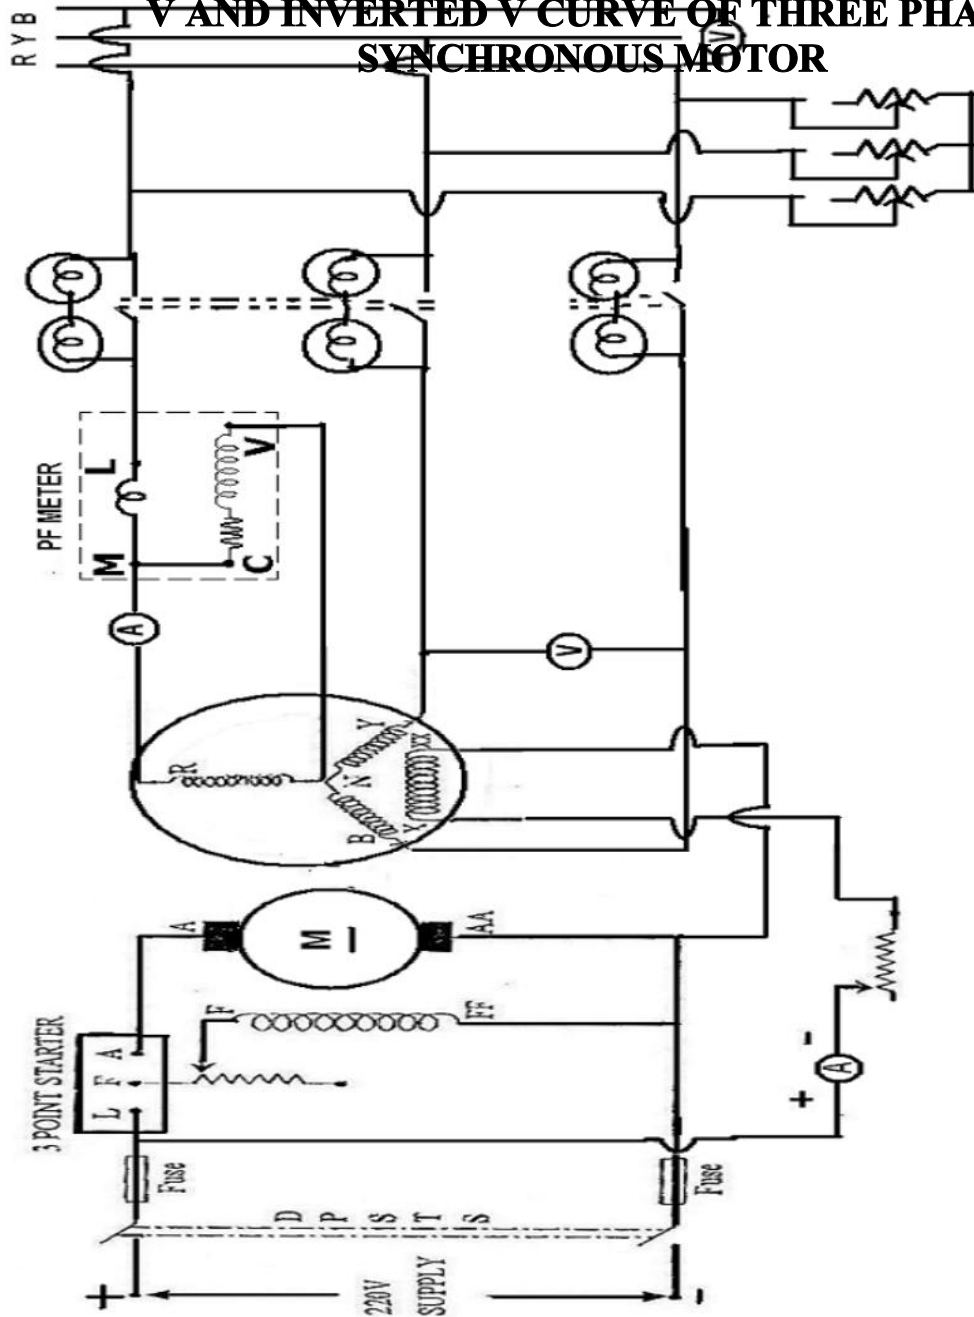 V AND INVERTED V CURVE OF THREE PHA
SYNCHRONOUS MOTOR
R Y B
V
PF METER
M L
C V
A
V
R
N
Y
B
X XX
A
M
AA
F
FF
3 POINT STARTER
L F A
-
A
+
Fuse
Fuse
D P S T S
+
220V
SUPPLY
-